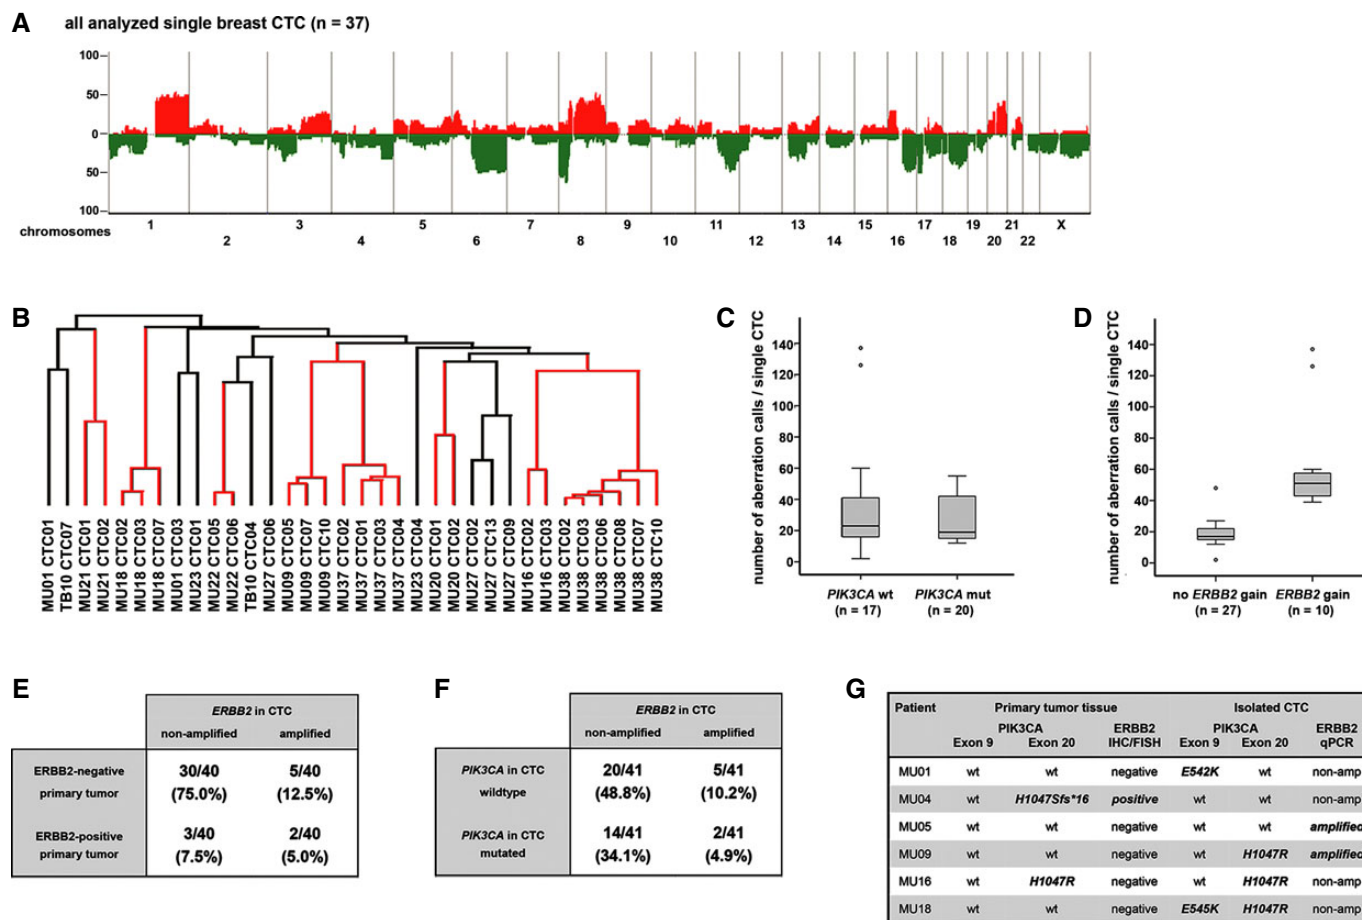 A all analyzed single breast CTC (n = 37)
100
50
0
50
100
chromosomes
1 2 3 4 5 6 7 8 9 10 11 12 13 14 15 16 17 18 19 20 21 22 X
B
MU01 CTC01
TB10 CTC07
MU21 CTC01
MU21 CTC02
MU18 CTC02
MU18 CTC03
MU18 CTC07
MU01 CTC03
MU23 CTC01
MU22 CTC05
MU22 CTC06
TB10 CTC04
MU27 CTC06
MU09 CTC05
MU09 CTC07
MU09 CTC10
MU37 CTC02
MU37 CTC01
MU37 CTC03
MU37 CTC04
MU23 CTC04
MU20 CTC01
MU20 CTC02
MU27 CTC02
MU27 CTC13
MU27 CTC09
MU16 CTC02
MU16 CTC03
MU38 CTC02
MU38 CTC03
MU38 CTC06
MU38 CTC08
MU38 CTC07
MU38 CTC10
C
number of aberration calls / single CTC
140
120
100
80
60
40
20
0
PIK3CA wt PIK3CA mut
(n = 17) (n = 20)
D
number of aberration calls / single CTC
140
120
100
80
60
40
20
0
no ERBB2 gain ERBB2 gain
(n = 27) (n = 10)
E
ERBB2 in CTC
non-amplified amplified
ERBB2-negative 30/40 5/40
primary tumor (75.0%) (12.5%)
ERBB2-positive 3/40 2/40
primary tumor (7.5%) (5.0%)
F
ERBB2 in CTC
non-amplified amplified
PIK3CA in CTC 20/41 5/41
wildtype (48.8%) (10.2%)
PIK3CA in CTC 14/41 2/41
mutated (34.1%) (4.9%)
G
Patient Primary tumor tissue Isolated CTC
PIK3CA ERBB2 PIK3CA ERBB2
Exon 9 Exon 20 IHC/FISH Exon 9 Exon 20 qPCR
MU01 wt wt negative E542K wt non-amp
MU04 wt H1047Sfs*16 positive wt wt non-amp
MU05 wt wt negative wt wt amplified
MU09 wt wt negative wt H1047R amplified
MU16 wt H1047R negative wt H1047R non-amp
MU18 wt wt negative E545K H1047R non-amp